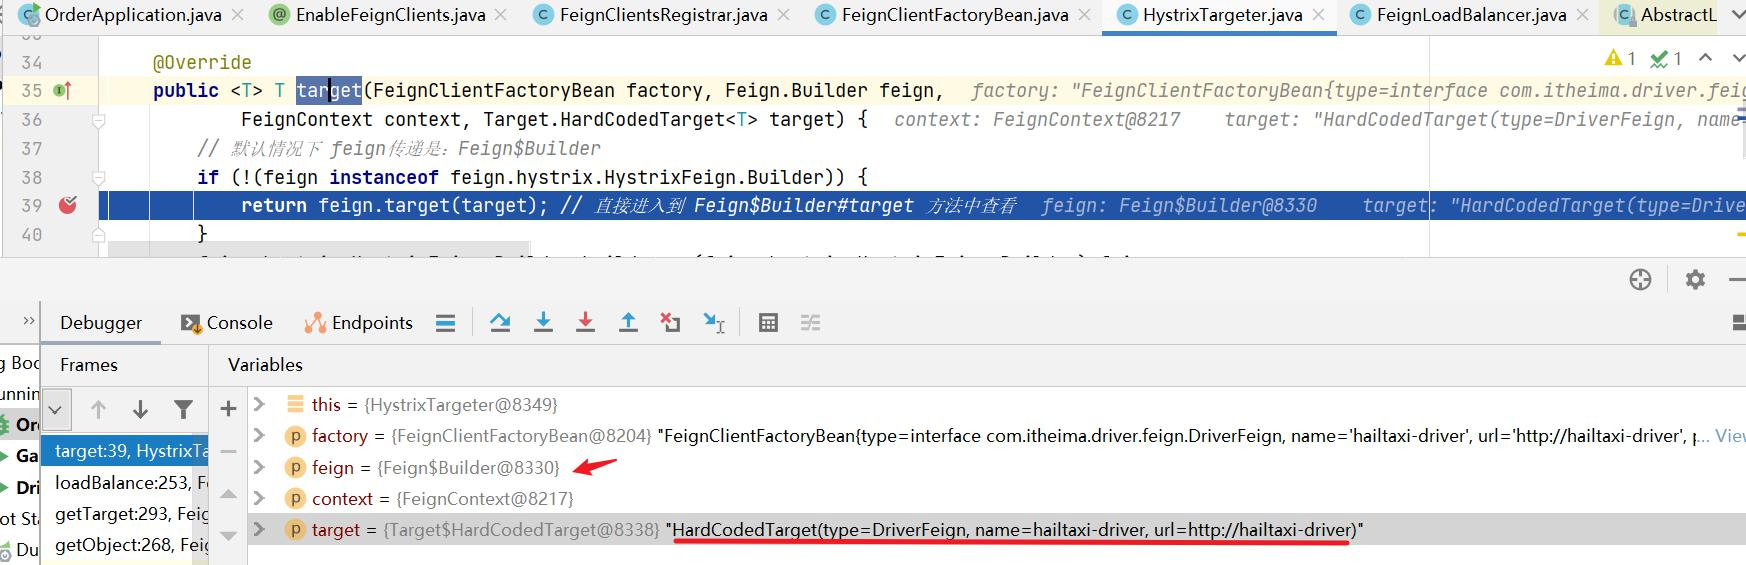 OrderApplication.java EnableFeignClients.java FeignClientsRegistrar.java FeignClientFactoryBean.java HystrixTargeter.java FeignLoadBalancer.java AbstractL
34 @Override
35 public <T> T target(FeignClientFactoryBean factory, Feign.Builder feign, factory: "FeignClientFactoryBean{type=interface com.itheima.driver.feig
36 FeignContext context, Target.HardCodedTarget<T> target) { context: FeignContext@8217 target: "HardCodedTarget(type=DriverFeign, name=
37 // 默认情况下 feign传递是：Feign$Builder
38 if (!(feign instanceof feign.hystrix.HystrixFeign.Builder)) {
39 return feign.target(target); // 直接进入到 Feign$Builder#target 方法中查看 feign: Feign$Builder@8330 target: "HardCodedTarget(type=Drive
40 }
1 1
Debugger Console Endpoints
Frames Variables
target:39, HystrixTa
loadBalance:253, F
getTarget:293, Feig
getObject:268, Feig
this = {HystrixTargeter@8349}
factory = {FeignClientFactoryBean@8204} "FeignClientFactoryBean{type=interface com.itheima.driver.feign.DriverFeign, name='hailtaxi-driver', url='http://hailtaxi-driver', p... View
feign = {Feign$Builder@8330}
context = {FeignContext@8217}
target = {Target$HardCodedTarget@8338} "HardCodedTarget(type=DriverFeign, name=hailtaxi-driver, url=http://hailtaxi-driver)"